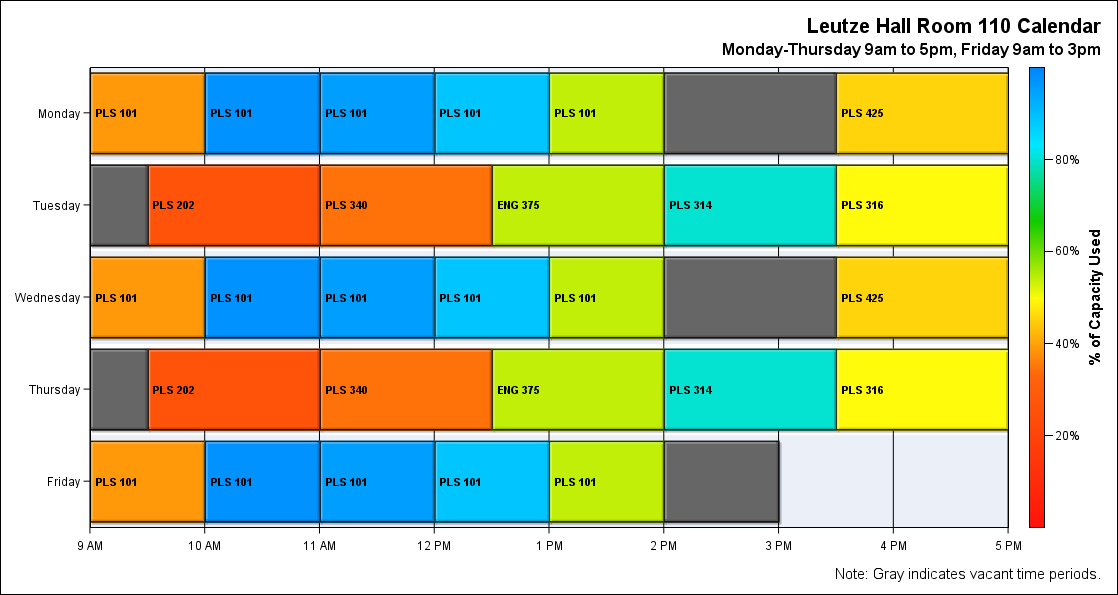 Leutze Hall Room 110 Calendar
Monday-Thursday 9am to 5pm, Friday 9am to 3pm
Monday
PLS 101
PLS 101
PLS 101
PLS 101
PLS 101
PLS 425
Tuesday
PLS 202
PLS 340
ENG 375
PLS 314
PLS 316
Wednesday
PLS 101
PLS 101
PLS 101
PLS 101
PLS 101
PLS 425
Thursday
PLS 202
PLS 340
ENG 375
PLS 314
PLS 316
Friday
PLS 101
PLS 101
PLS 101
PLS 101
PLS 101
9 AM
10 AM
11 AM
12 PM
1 PM
2 PM
3 PM
4 PM
5 PM
80%
60%
40%
20%
% of Capacity Used
Note: Gray indicates vacant time periods.